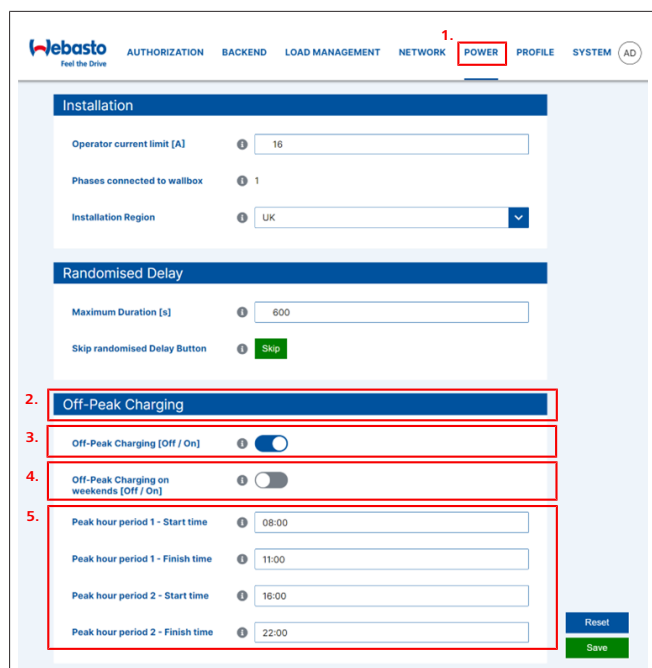 1.
Webasto
Feel the Drive
AUTHORIZATION BACKEND LOAD MANAGEMENT NETWORK POWER PROFILE SYSTEM AD
Installation
Operator current limit [A] i 16
Phases connected to wallbox i 1
Installation Region i UK
Randomised Delay
Maximum Duration [s] i 600
Skip randomised Delay Button i Skip
2. Off-Peak Charging
3. Off-Peak Charging [Off / On] i
4. Off-Peak Charging on i
weekends [Off / On]
5. Peak hour period 1 - Start time i 08:00
Peak hour period 1 - Finish time i 11:00
Peak hour period 2 - Start time i 16:00
Peak hour period 2 - Finish time i 22:00
Reset
Save